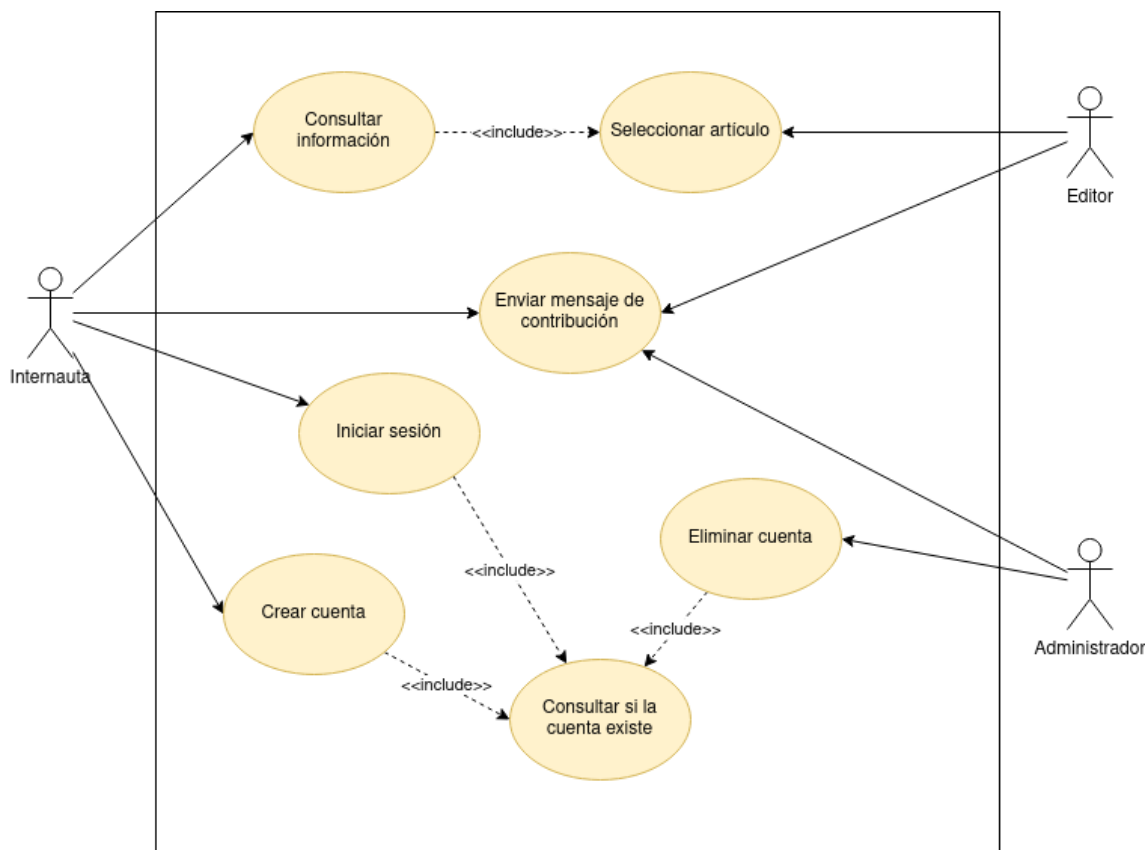 Consultar
información
<<include>>
Seleccionar artículo
Editor
Enviar mensaje de
contribución
Internauta
Iniciar sesión
Eliminar cuenta
<<include>>
Crear cuenta
<<include>>
Administrador
<<include>>
Consultar si la
cuenta existe